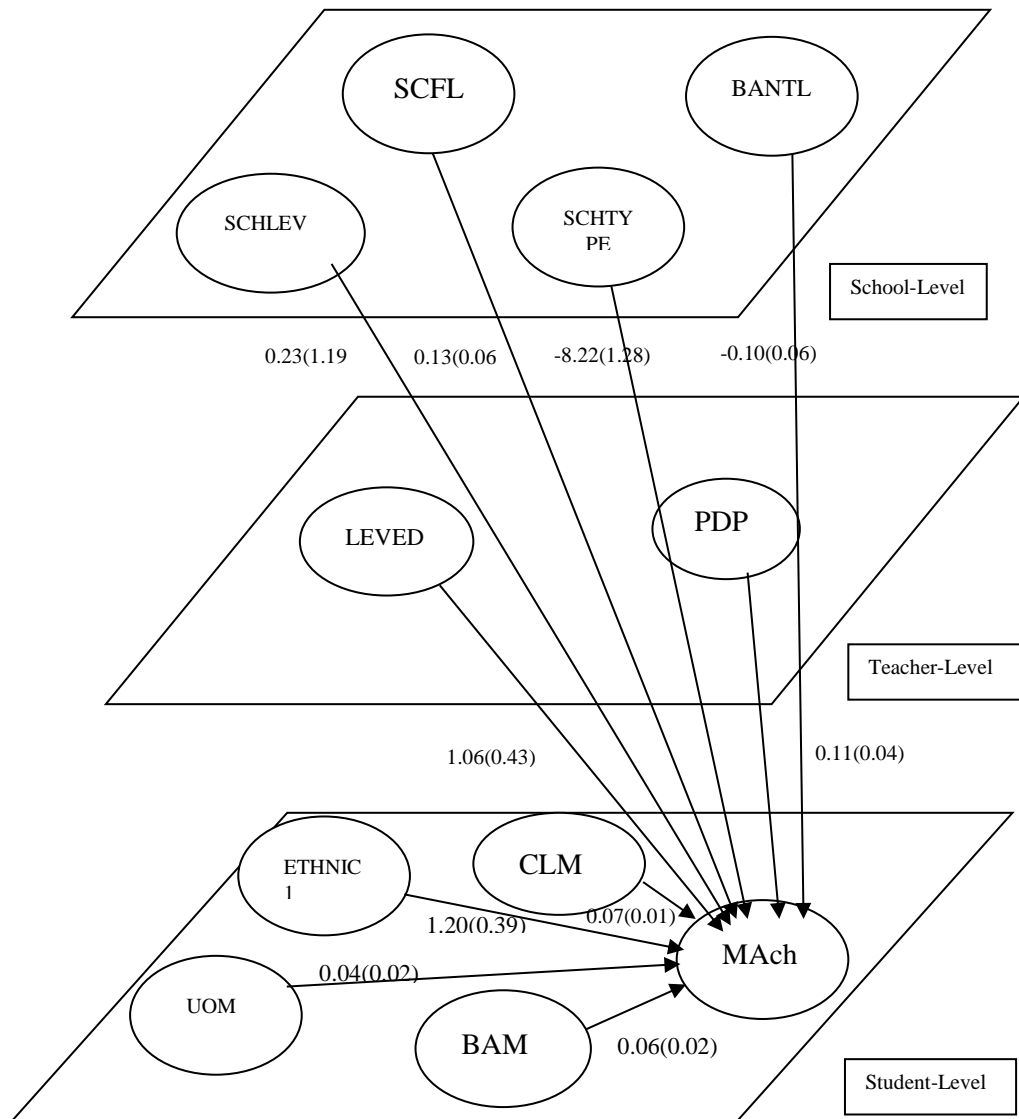 SCFL
BANTL
SCHLEV
SCHTY
PE
School-Level
0.23(1.19
0.13(0.06
-8.22(1.28)
-0.10(0.06)
LEVED
PDP
Teacher-Level
1.06(0.43)
0.11(0.04)
ETHNIC
1
CLM
0.07(0.01)
1.20(0.39)
MAch
0.04(0.02)
UOM
BAM
0.06(0.02)
Student-Level